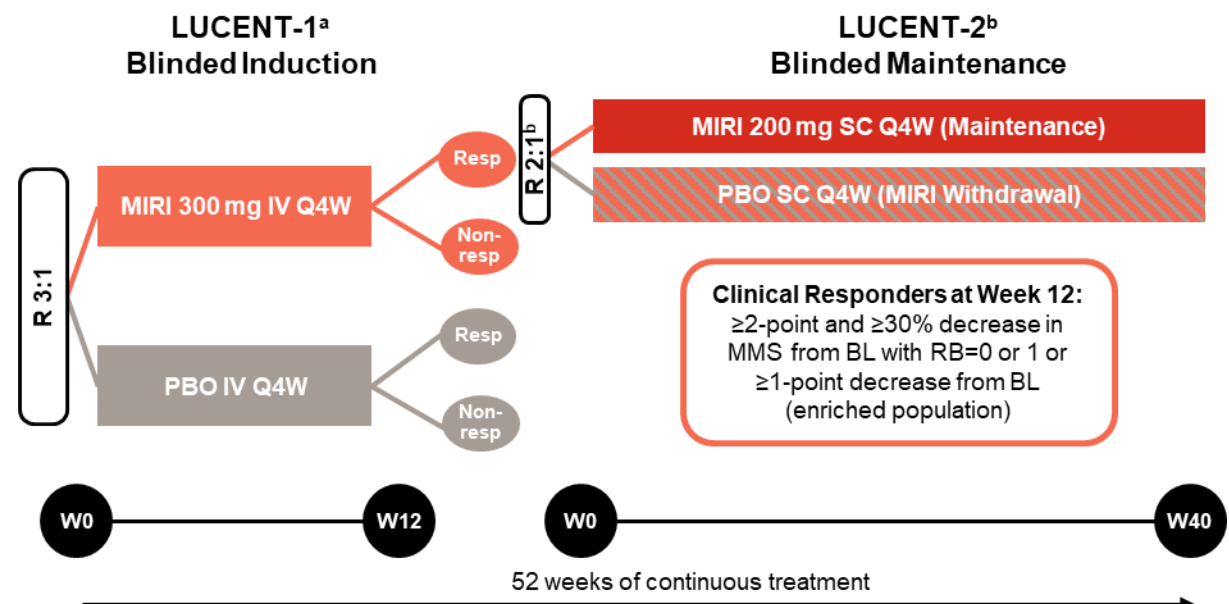 LUCENT-1ᵃ
Blinded Induction
LUCENT-2ᵇ
Blinded Maintenance
R 3:1
MIRI 300 mg IV Q4W
PBO IV Q4W
Resp
Non-
resp
Resp
Non-
resp
R 2:1ᵇ
MIRI 200 mg SC Q4W (Maintenance)
PBO SC Q4W (MIRI Withdrawal)
Clinical Responders at Week 12:
≥2-point and ≥30% decrease in
MMS from BL with RB=0 or 1 or
≥1-point decrease from BL
(enriched population)
W0
W12
W0
W40
52 weeks of continuous treatment